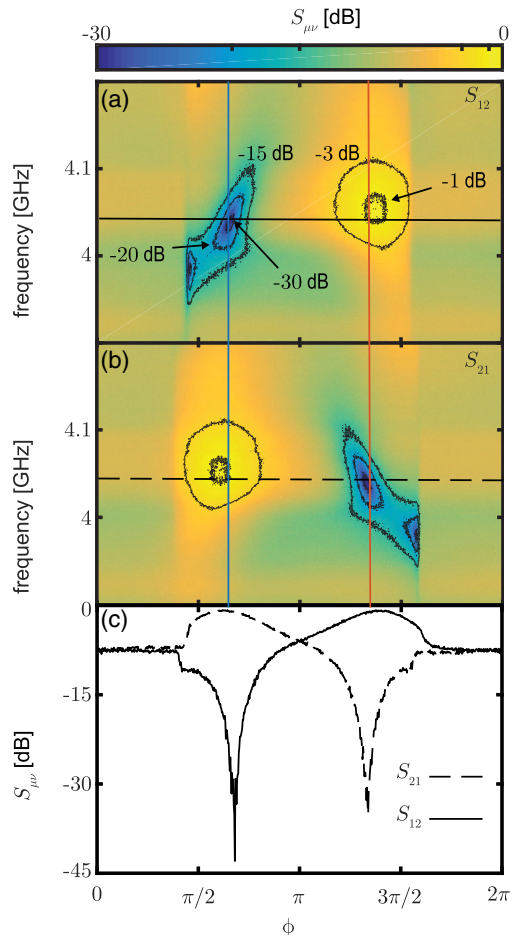 S_μν [dB]
-30 0
(a) S_12
-15 dB -3 dB
4.1
-1 dB
frequency [GHz]
4
-20 dB
-30 dB
(b) S_21
4.1
frequency [GHz]
4
0
(c)
-15
S_μν [dB]
-30
S_21
S_12
-45
0 π/2 π 3π/2 2π
ϕ